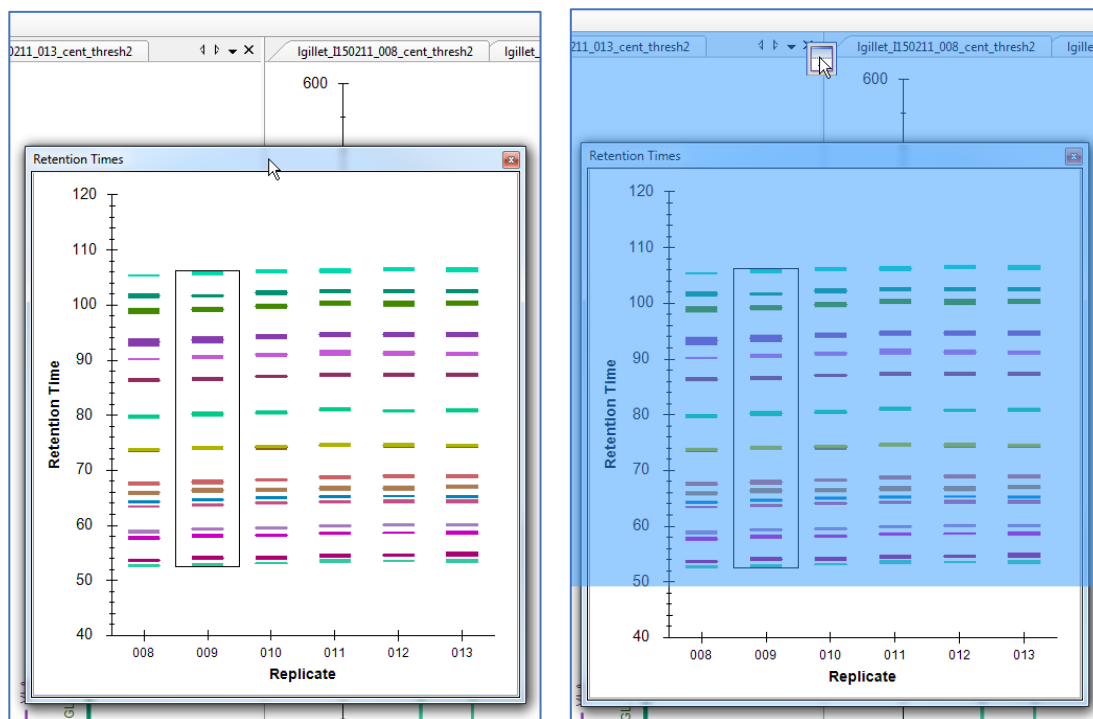 0211_013_cent_thresh2
lgillet_I150211_008_cent_thresh2
lgillet_
600
Retention Times
120
110
100
90
80
70
60
50
40
Retention Time
008 009 010 011 012 013
Replicate
GL
211_013_cent_thresh2
lgillet_I150211_008_cent_thresh2
lgille
600
Retention Times
120
110
100
90
80
70
60
50
40
Retention Time
008 009 010 011 012 013
Replicate
GL